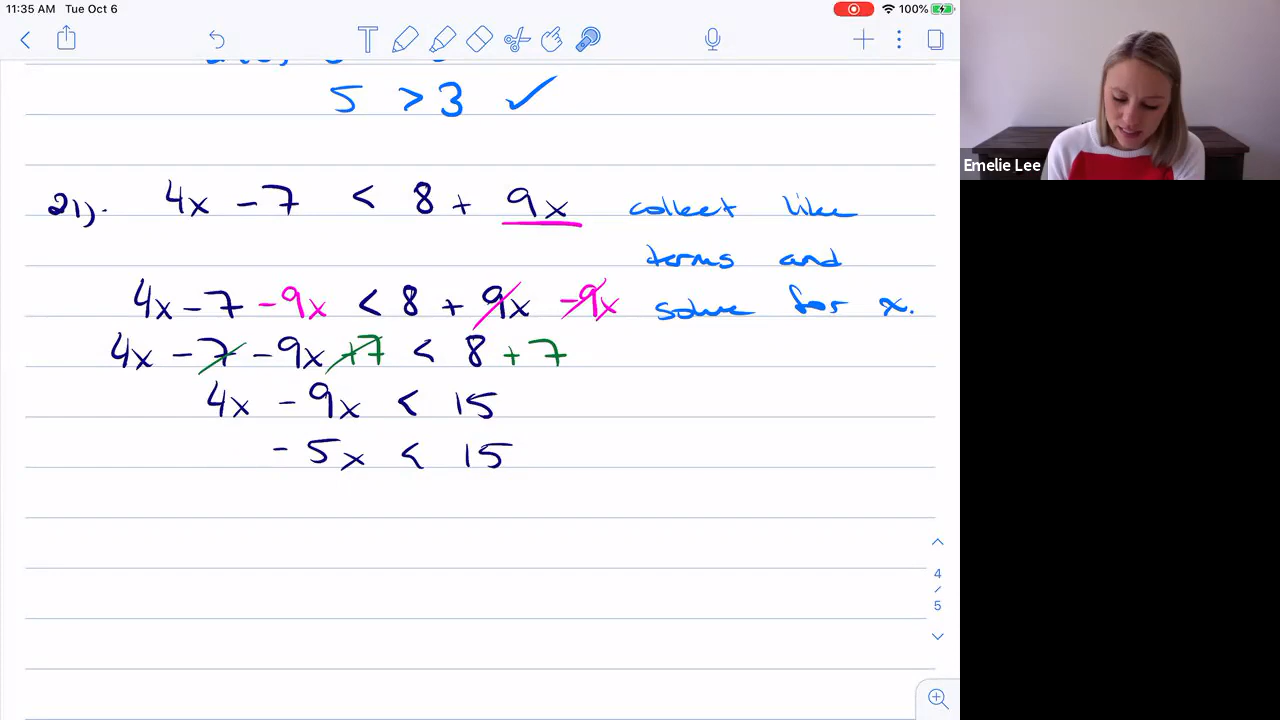 11:35 AM Tue Oct 6
100%
5 > 3 ✓
Emelie Lee
21). 4x - 7 < 8 + 9x collect like
terms and
4x - 7 - 9x < 8 + 9x - 9x solve for x.
4x - 7 - 9x + 7 < 8 + 7
4x - 9x < 15
- 5x < 15
4
/
5